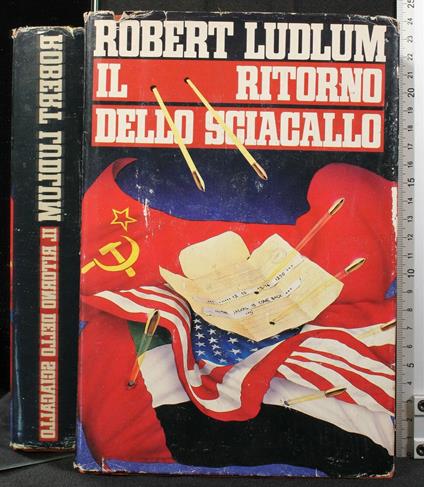 ROBERT LUDLUM
IL RITORNO
DELLO SCIACALLO
ROBERT LUDLUM
IL RITORNO DELLO SCIACALLO